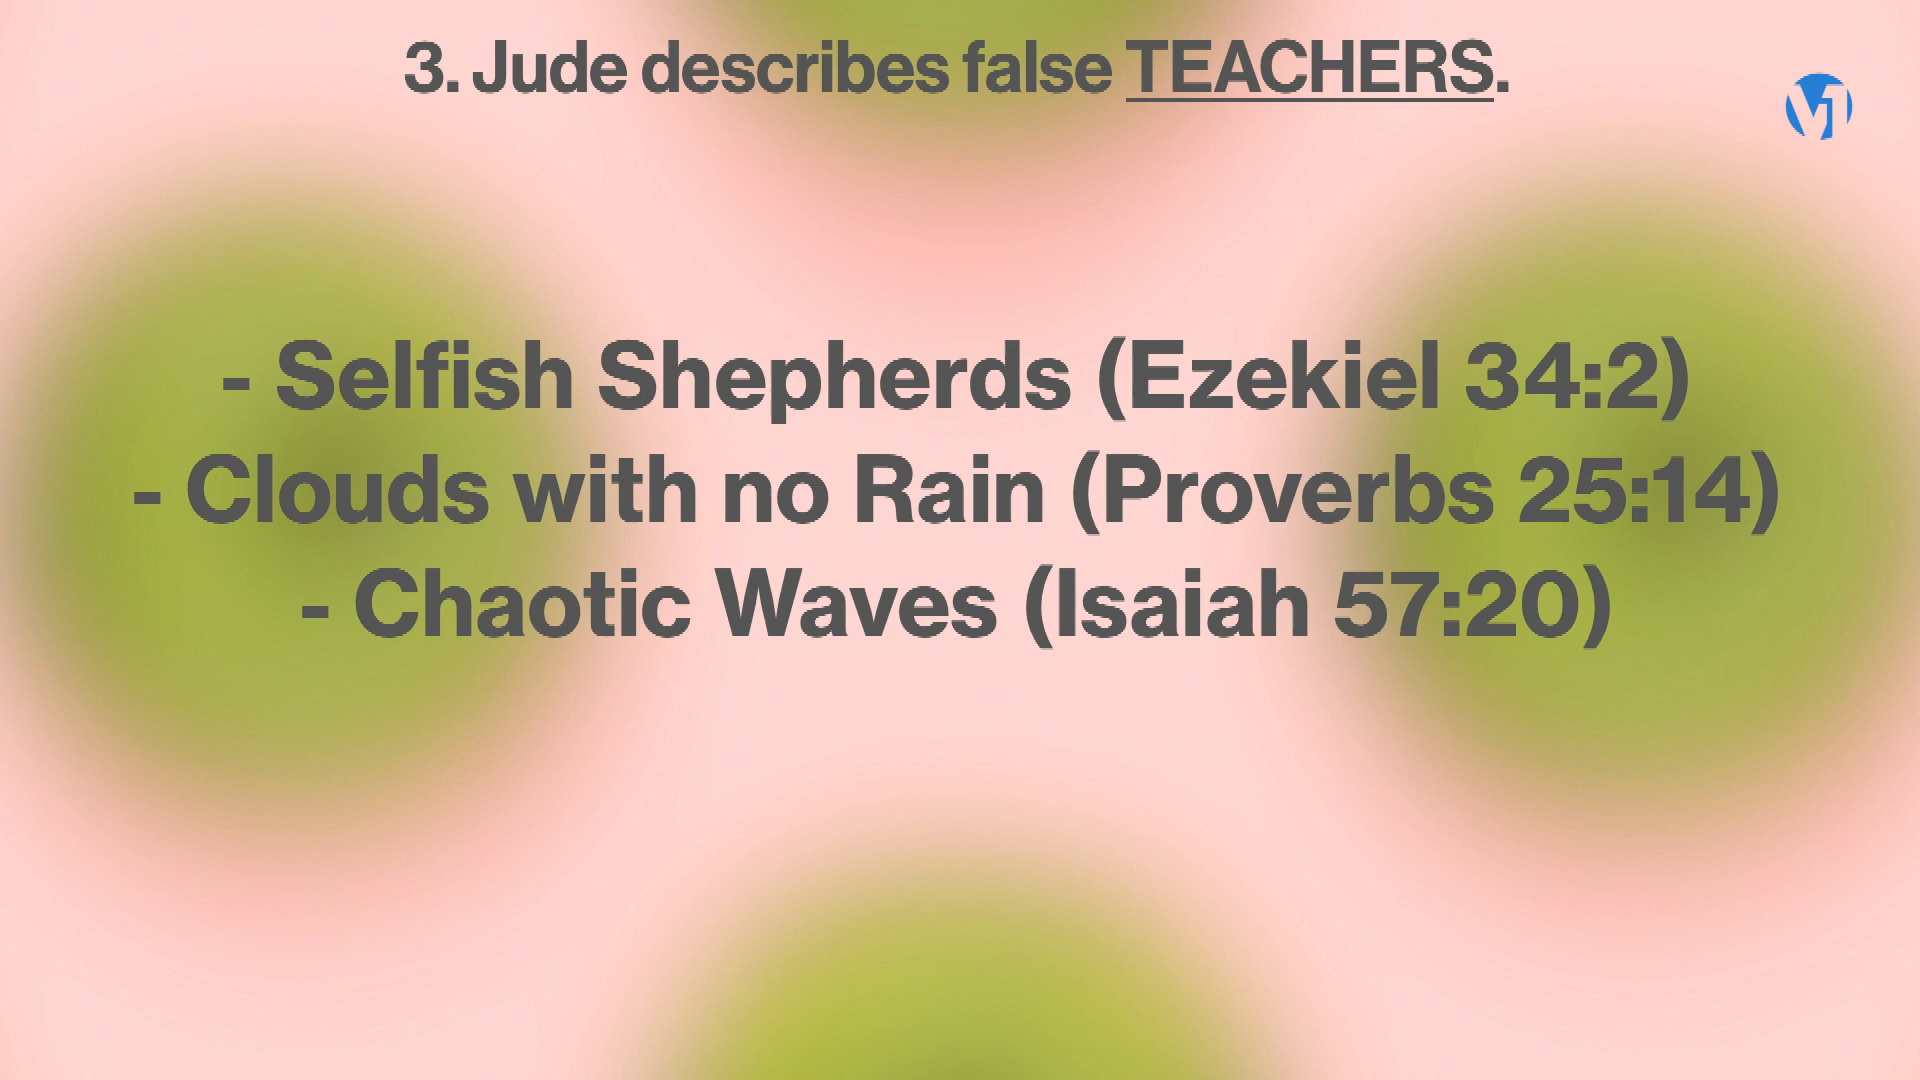 3. Jude describes false TEACHERS.
- Selfish Shepherds (Ezekiel 34:2)
- Clouds with no Rain (Proverbs 25:14)
- Chaotic Waves (Isaiah 57:20)